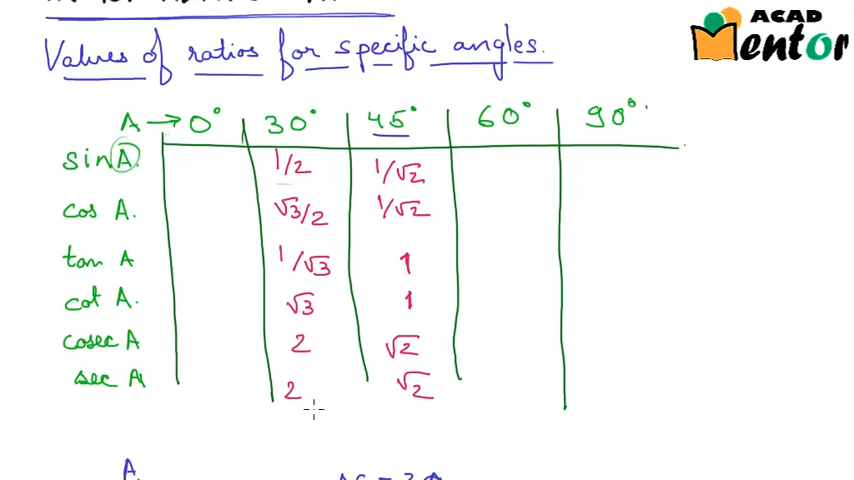 Values of ratios for specific angles.
ACAD
Mentor
A → 0° 30° 45° 60° 90°
sin A 1/2 1/√2
cos A. √3/2 1/√2
tan A 1/√3 1
cot A. √3 1
cosec A 2 √2
sec A 2 √2
A